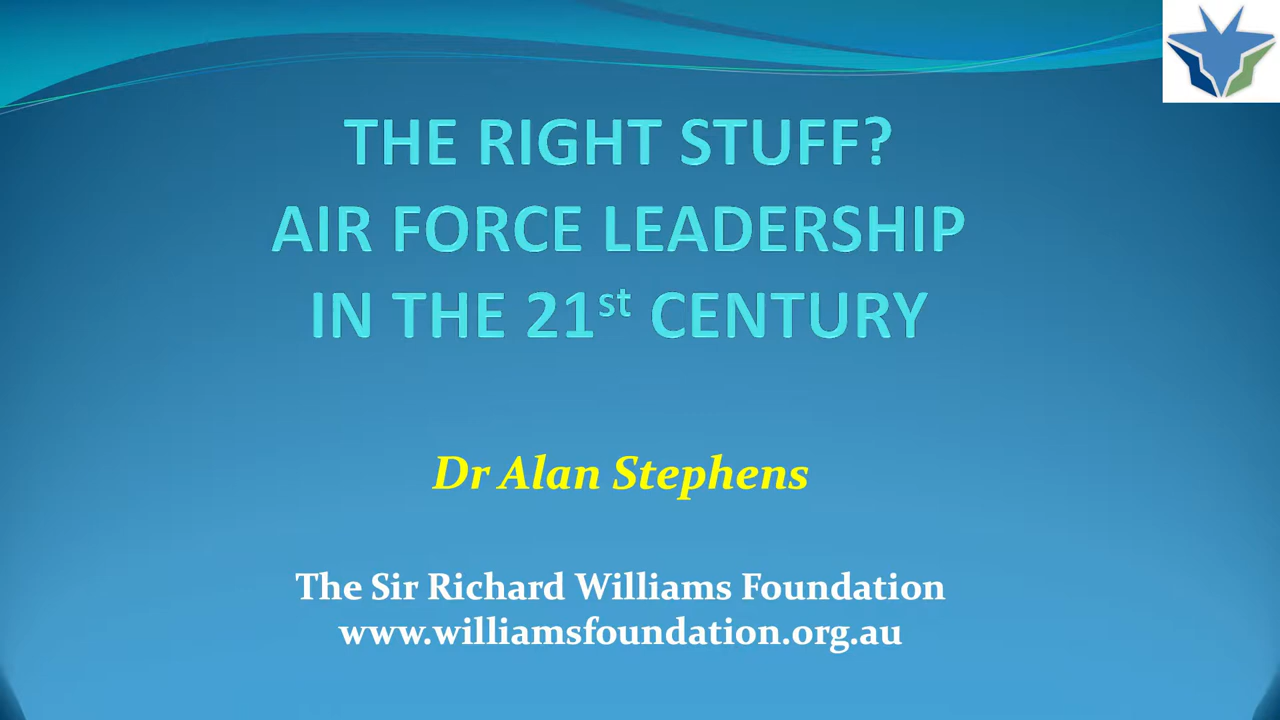 THE RIGHT STUFF?
AIR FORCE LEADERSHIP
IN THE 21st CENTURY
Dr Alan Stephens
The Sir Richard Williams Foundation
www.williamsfoundation.org.au